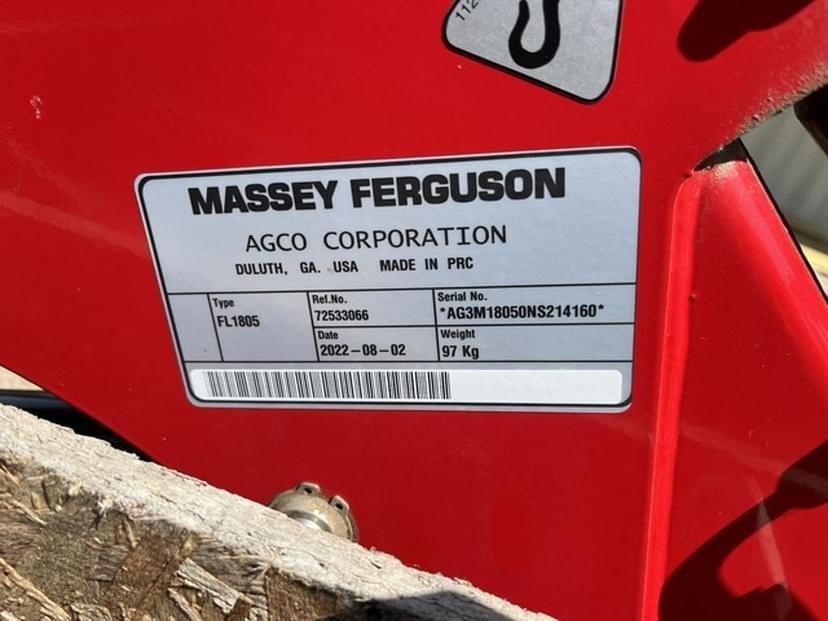 112
MASSEY FERGUSON
AGCO CORPORATION
DULUTH, GA. USA MADE IN PRC
Type
FL1805
Ref.No.
72533066
Serial No.
*AG3M18050NS214160*
Date
2022-08-02
Weight
97 Kg